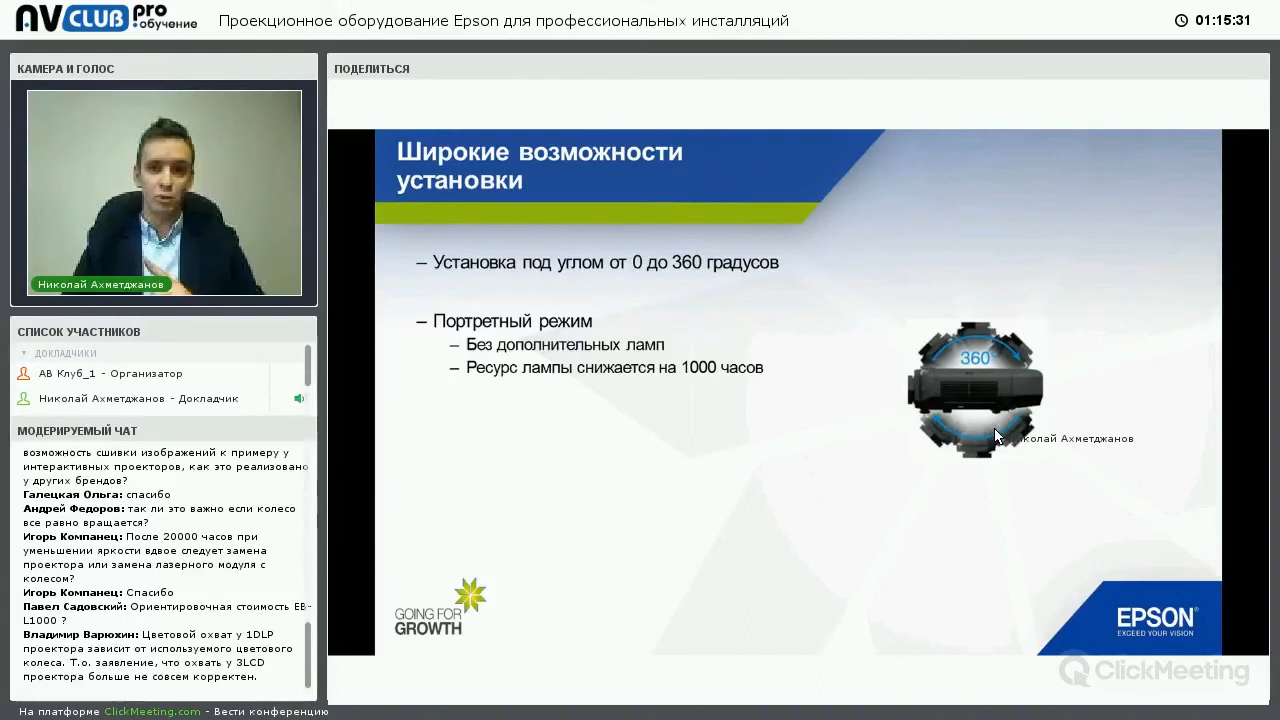 AVCLUB pro :обучение
Проекционное оборудование Epson для профессиональных инсталляций
01:15:31
КАМЕРА И ГОЛОС
Николай Ахметджанов
СПИСОК УЧАСТНИКОВ
ДОКЛАДЧИКИ
АВ Клуб_1 - Организатор
Николай Ахметджанов - Докладчик
МОДЕРИРУЕМЫЙ ЧАТ
возможность сшивки изображений к примеру у
интерактивных проекторов, как это реализовано
у других брендов?
Галецкая Ольга: спасибо
Андрей Федоров: так ли это важно если колесо
все равно вращается?
Игорь Компанец: После 20000 часов при
уменьшении яркости вдвое следует замена
проектора или замена лазерного модуля с
колесом?
Игорь Компанец: Спасибо
Павел Садовский: Ориентировочная стоимость EB-
L1000 ?
Владимир Варюхин: Цветовой охват у 1DLP
проектора зависит от используемого цветового
колеса. Т.о. заявление, что охвать у 3LCD
проектора больше не совсем корректен.
На платформе ClickMeeting.com - Вести конференцию
ПОДЕЛИТЬСЯ
Широкие возможности
установки
– Установка под углом от 0 до 360 градусов
– Портретный режим
– Без дополнительных ламп
– Ресурс лампы снижается на 1000 часов
360°
Николай Ахметджанов
GOING FOR
GROWTH
EPSON®
EXCEED YOUR VISION
ClickMeeting